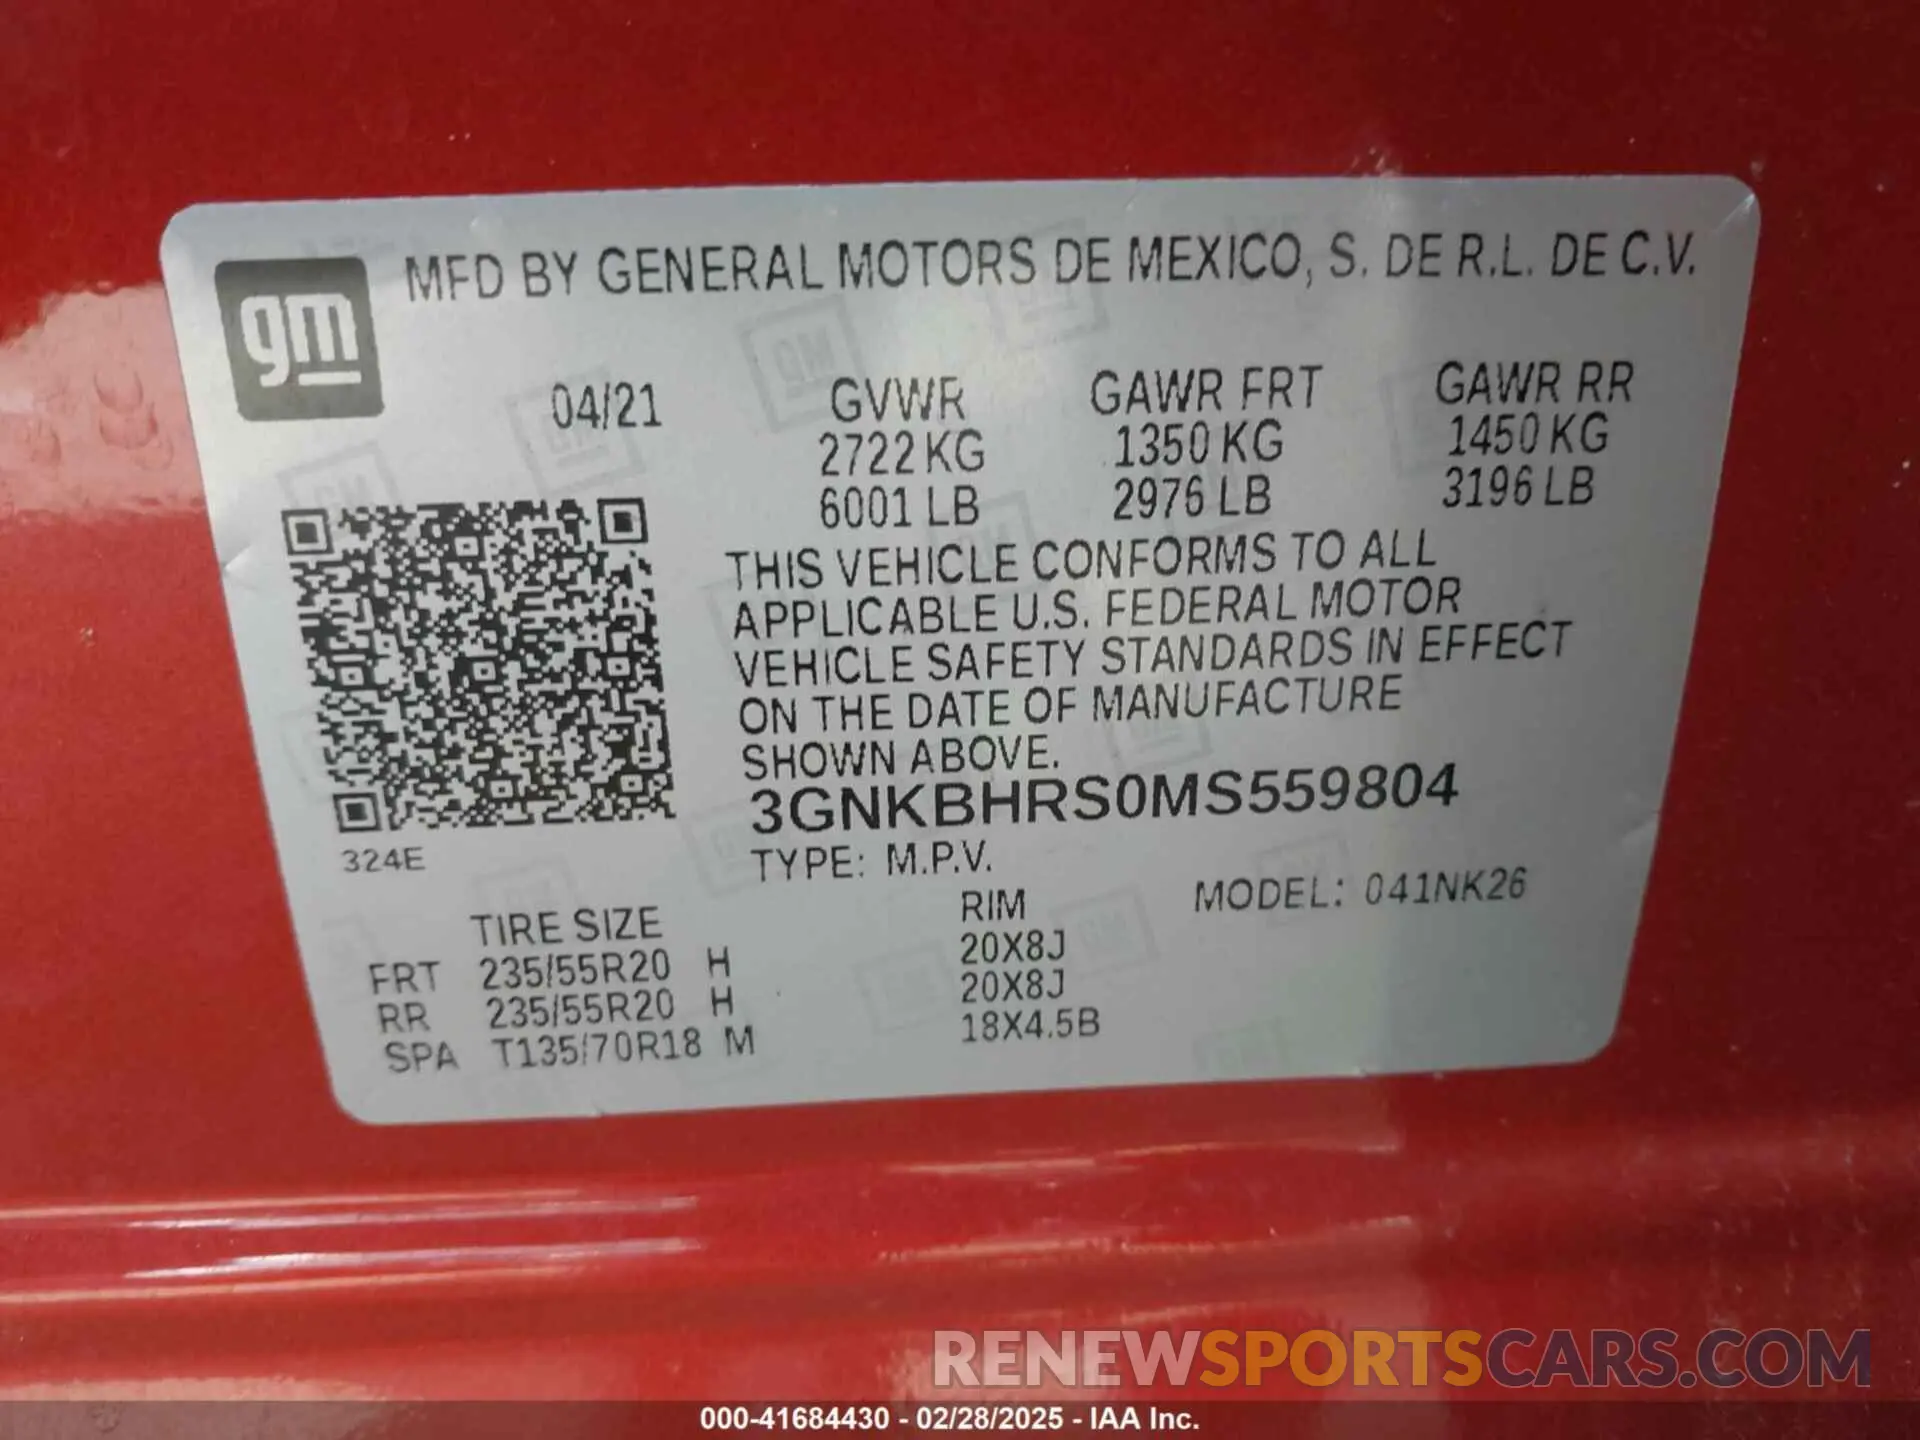 gm
MFD BY GENERAL MOTORS DE MEXICO, S. DE R.L. DE C.V.
04/21 GVWR GAWR FRT GAWR RR
2722 KG 1350 KG 1450 KG
6001 LB 2976 LB 3196 LB
THIS VEHICLE CONFORMS TO ALL
APPLICABLE U.S. FEDERAL MOTOR
VEHICLE SAFETY STANDARDS IN EFFECT
ON THE DATE OF MANUFACTURE
SHOWN ABOVE.
3GNKBHRS0MS559804
324E
TYPE: M.P.V.
MODEL: 041NK26
TIRE SIZE RIM
FRT 235/55R20 H 20X8J
RR 235/55R20 H 20X8J
SPA T135/70R18 M 18X4.5B
RENEWSPORTSCARS.COM
000-41684430 - 02/28/2025 - IAA Inc.